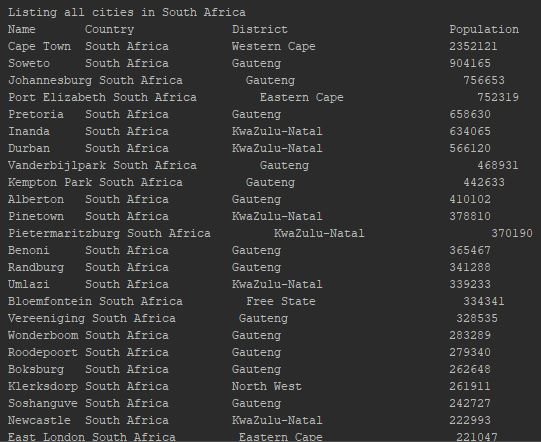 Listing all cities in South Africa
Name Country District Population
Cape Town South Africa Western Cape 2352121
Soweto South Africa Gauteng 904165
Johannesburg South Africa Gauteng 756653
Port Elizabeth South Africa Eastern Cape 752319
Pretoria South Africa Gauteng 658630
Inanda South Africa KwaZulu-Natal 634065
Durban South Africa KwaZulu-Natal 566120
Vanderbijlpark South Africa Gauteng 468931
Kempton Park South Africa Gauteng 442633
Alberton South Africa Gauteng 410102
Pinetown South Africa KwaZulu-Natal 378810
Pietermaritzburg South Africa KwaZulu-Natal 370190
Benoni South Africa Gauteng 365467
Randburg South Africa Gauteng 341288
Umlazi South Africa KwaZulu-Natal 339233
Bloemfontein South Africa Free State 334341
Vereeniging South Africa Gauteng 328535
Wonderboom South Africa Gauteng 283289
Roodepoort South Africa Gauteng 279340
Boksburg South Africa Gauteng 262648
Klerksdorp South Africa North West 261911
Soshanguve South Africa Gauteng 242727
Newcastle South Africa KwaZulu-Natal 222993
East London South Africa Eastern Cape 221047